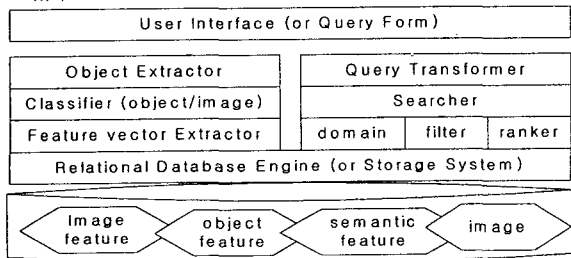 User Interface (or Query Form)
Object Extractor
Classifier (object/image)
Feature vector Extractor
Query Transformer
Searcher
domain filter ranker
Relational Database Engine (or Storage System)
Image feature
object feature
semantic feature
image